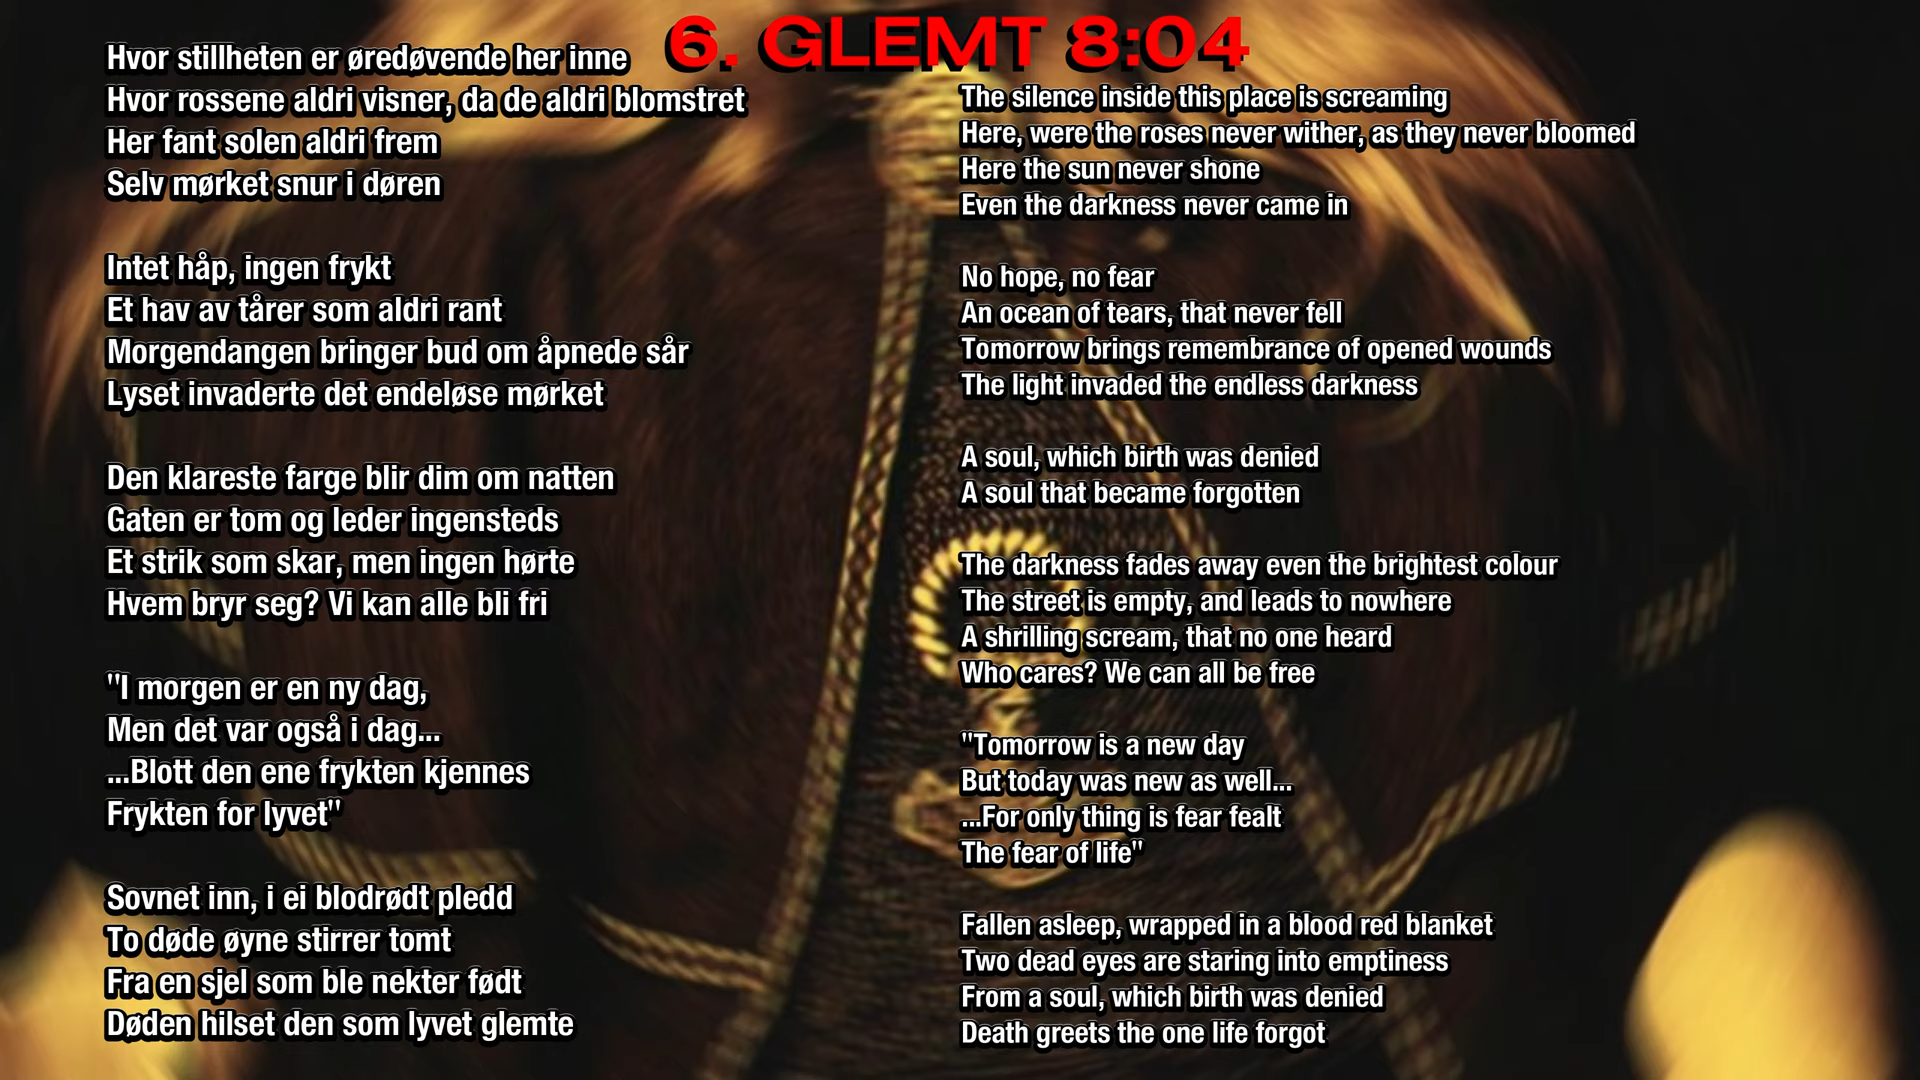 6. GLEMT 8:04
Hvor stillheten er øredøvende her inne
Hvor rossene aldri visner, da de aldri blomstret
Her fant solen aldri frem
Selv mørket snur i døren
Intet håp, ingen frykt
Et hav av tårer som aldri rant
Morgendangen bringer bud om åpnede sår
Lyset invaderte det endeløse mørket
Den klareste farge blir dim om natten
Gaten er tom og leder ingensteds
Et strik som skar, men ingen hørte
Hvem bryr seg? Vi kan alle bli fri
"I morgen er en ny dag,
Men det var også i dag...
...Blott den ene frykten kjennes
Frykten for lyvet"
Sovnet inn, i ei blodrødt pledd
To døde øyne stirrer tomt
Fra en sjel som ble nekter født
Døden hilset den som lyvet glemte
The silence inside this place is screaming
Here, were the roses never wither, as they never bloomed
Here the sun never shone
Even the darkness never came in
No hope, no fear
An ocean of tears, that never fell
Tomorrow brings remembrance of opened wounds
The light invaded the endless darkness
A soul, which birth was denied
A soul that became forgotten
The darkness fades away even the brightest colour
The street is empty, and leads to nowhere
A shrilling scream, that no one heard
Who cares? We can all be free
"Tomorrow is a new day
But today was new as well...
...For only thing is fear fealt
The fear of life"
Fallen asleep, wrapped in a blood red blanket
Two dead eyes are staring into emptiness
From a soul, which birth was denied
Death greets the one life forgot